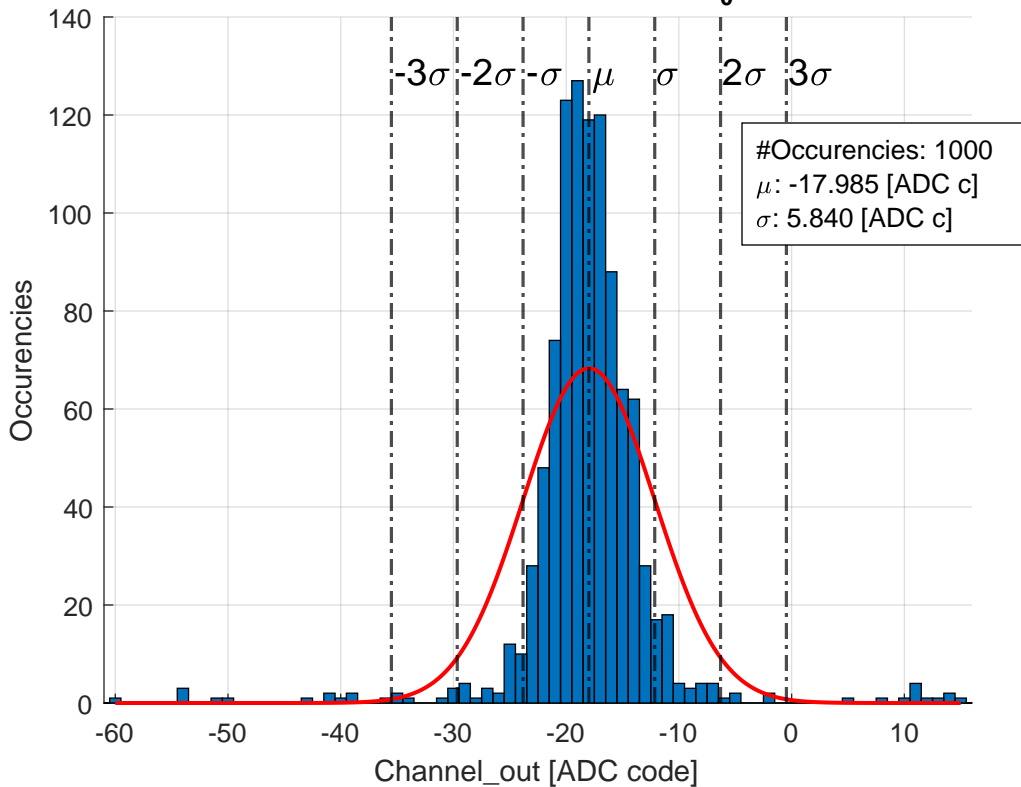 0
140
120
100
80
60
40
20
0
-3σ -2σ -σ μ σ 2σ 3σ
#Occurencies: 1000
μ: -17.985 [ADC c]
σ: 5.840 [ADC c]
Occurencies
-60 -50 -40 -30 -20 -10 0 10
Channel_out [ADC code]